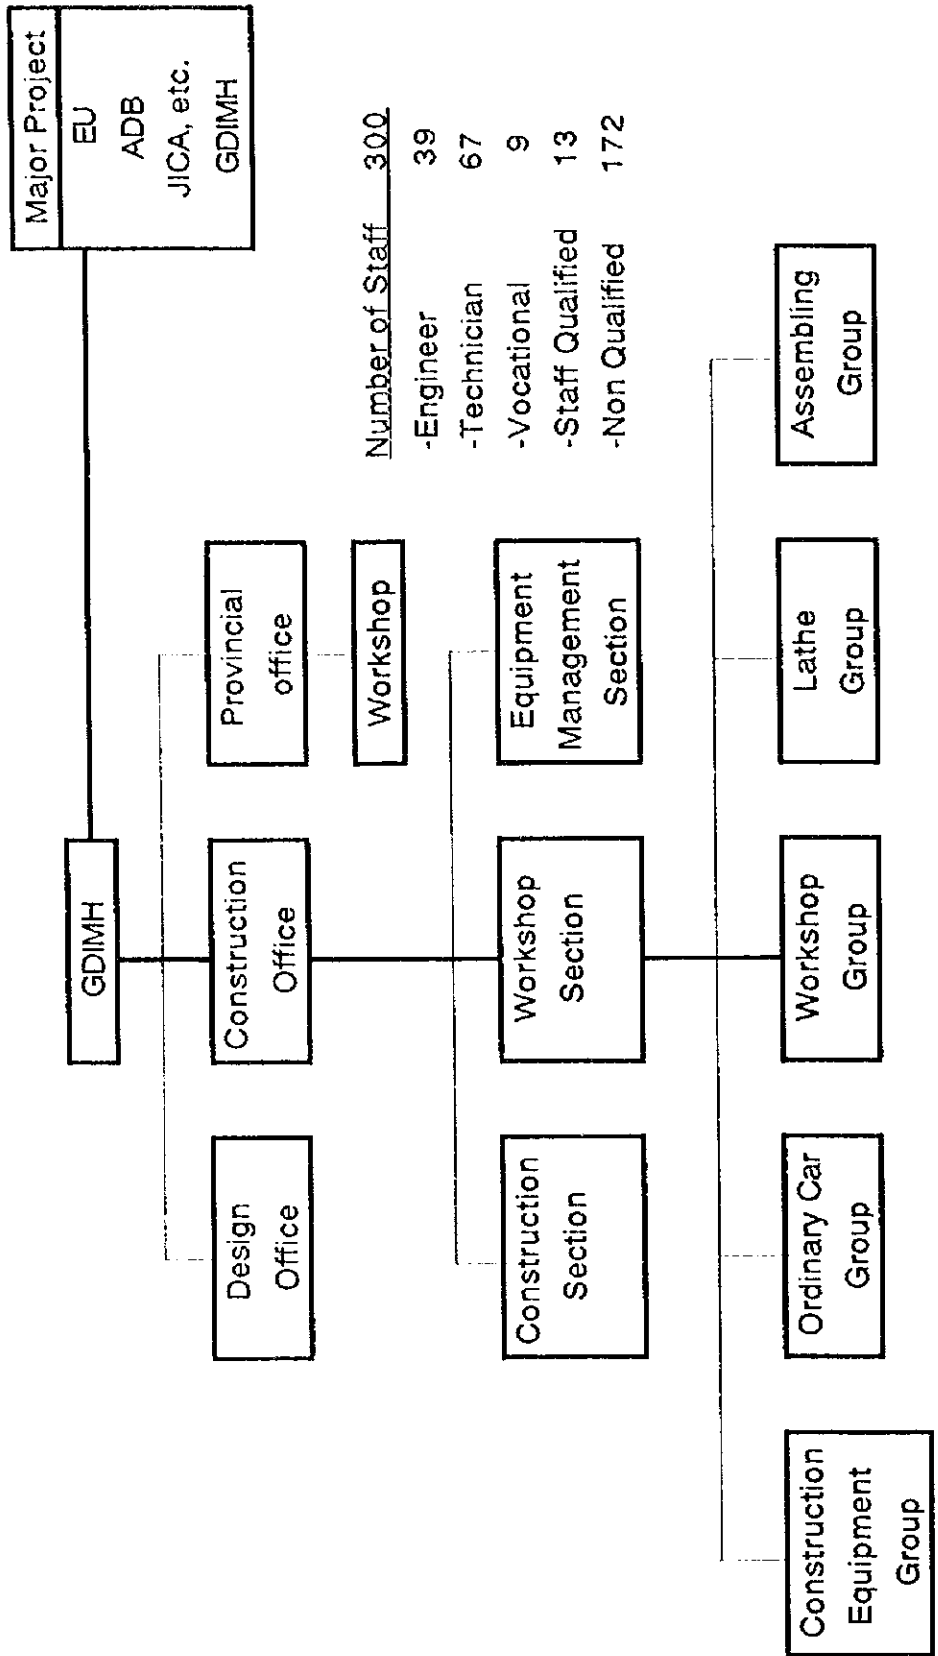 Major Project
EU
ADB
JICA, etc.
GDIMH
GDIMH
Design
Office
Construction
Office
Provincial
office
Workshop
Number of Staff 300
-Engineer 39
-Technician 67
-Vocational 9
-Staff Qualified 13
-Non Qualified 172
Construction
Section
Workshop
Section
Equipment
Management
Section
Construction
Equipment
Group
Ordinary Car
Group
Workshop
Group
Lathe
Group
Assembling
Group